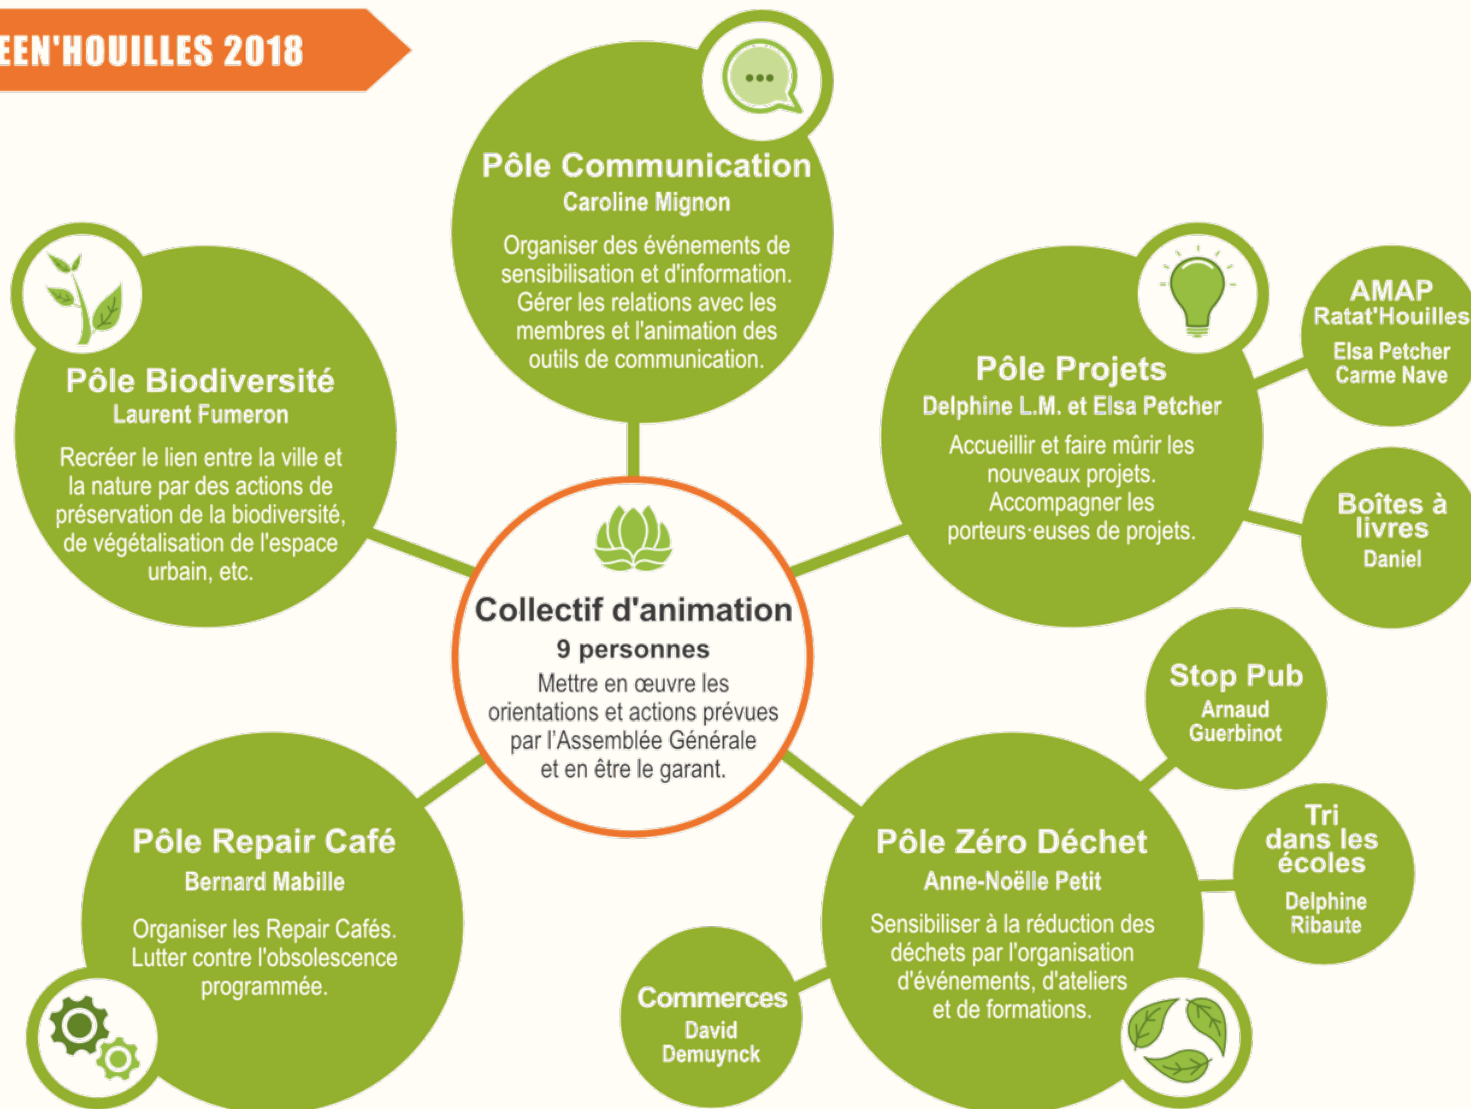 EEN'HOUILLES 2018
Pôle Communication
Caroline Mignon
Organiser des événements de
sensibilisation et d'information.
Gérer les relations avec les
membres et l'animation des
outils de communication.
Pôle Biodiversité
Laurent Fumeron
Recréer le lien entre la ville et
la nature par des actions de
préservation de la biodiversité,
de végétalisation de l'espace
urbain, etc.
Pôle Projets
Delphine L.M. et Elsa Petcher
Accueillir et faire mûrir les
nouveaux projets.
Accompagner les
porteurs·euses de projets.
AMAP
Ratat'Houilles
Elsa Petcher
Carme Nave
Boîtes à
livres
Daniel
Collectif d'animation
9 personnes
Mettre en œuvre les
orientations et actions prévues
par l’Assemblée Générale
et en être le garant.
Stop Pub
Arnaud
Guerbinot
Tri
dans les
écoles
Delphine
Ribaute
Pôle Repair Café
Bernard Mabille
Organiser les Repair Cafés.
Lutter contre l'obsolescence
programmée.
Pôle Zéro Déchet
Anne-Noëlle Petit
Sensibiliser à la réduction des
déchets par l'organisation
d'événements, d'ateliers
et de formations.
Commerces
David
Demuynck